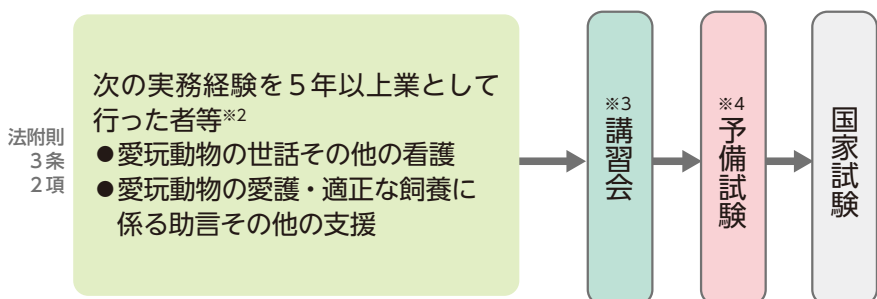 法附則
3条
2項
次の実務経験を5年以上業として
行った者等※2
●愛玩動物の世話その他の看護
●愛玩動物の愛護・適正な飼養に
係る助言その他の支援
※3
講習会
※4
予備試験
国家試験